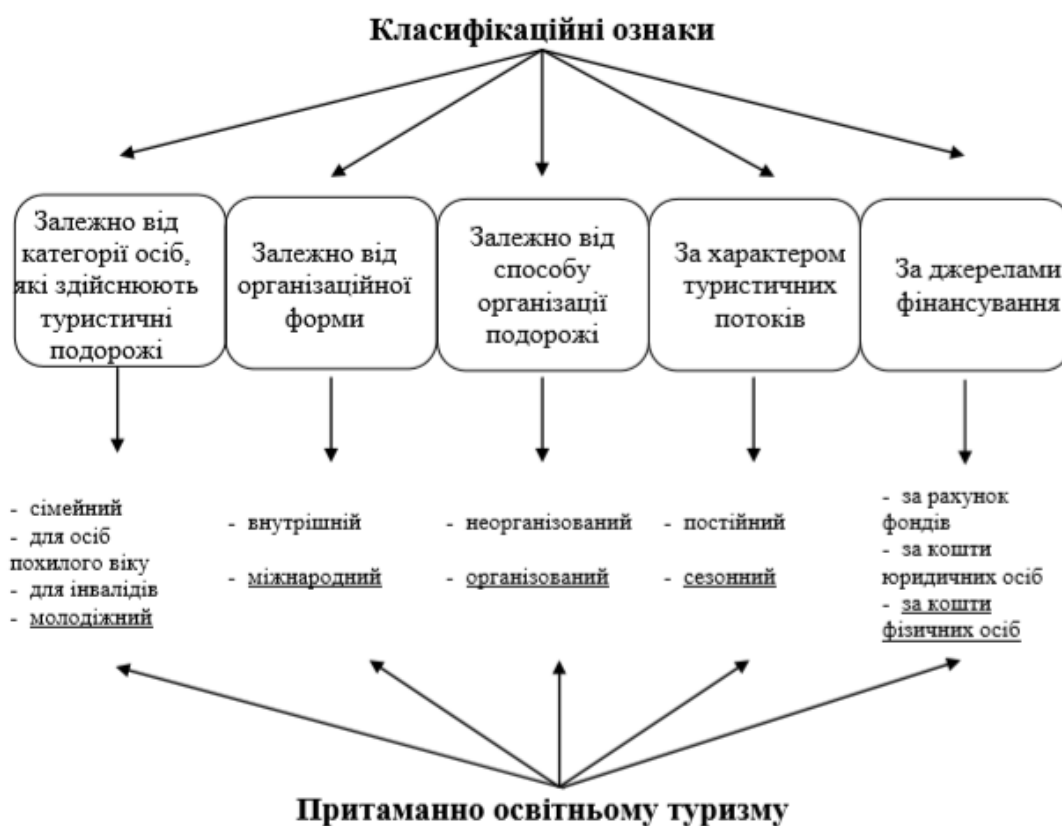 Класифікаційні ознаки
Залежно від
категорії осіб,
які здійснюють
туристичні
подорожі
Залежно від
організаційної
форми
Залежно від
способу
організації
подорожі
За характером
туристичних
потоків
За джерелами
фінансування
- сімейний
- для осіб
похилого віку
- для інвалідів
- молодіжний
- внутрішній
- міжнародний
- неорганізований
- організований
- постійний
- сезонний
- за рахунок
фондів
- за кошти
юридичних осіб
- за кошти
фізичних осіб
Притаманно освітньому туризму